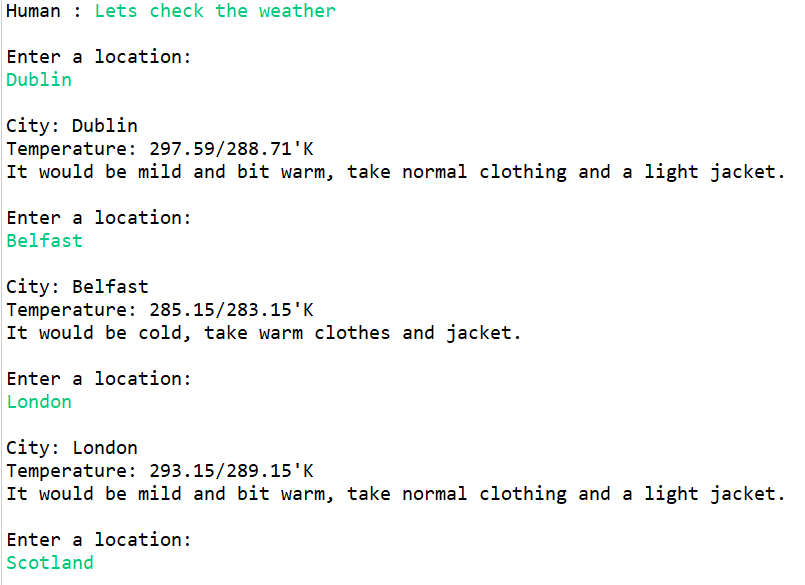 Human : Lets check the weather
Enter a location:
Dublin
City: Dublin
Temperature: 297.59/288.71'K
It would be mild and bit warm, take normal clothing and a light jacket.
Enter a location:
Belfast
City: Belfast
Temperature: 285.15/283.15'K
It would be cold, take warm clothes and jacket.
Enter a location:
London
City: London
Temperature: 293.15/289.15'K
It would be mild and bit warm, take normal clothing and a light jacket.
Enter a location:
Scotland